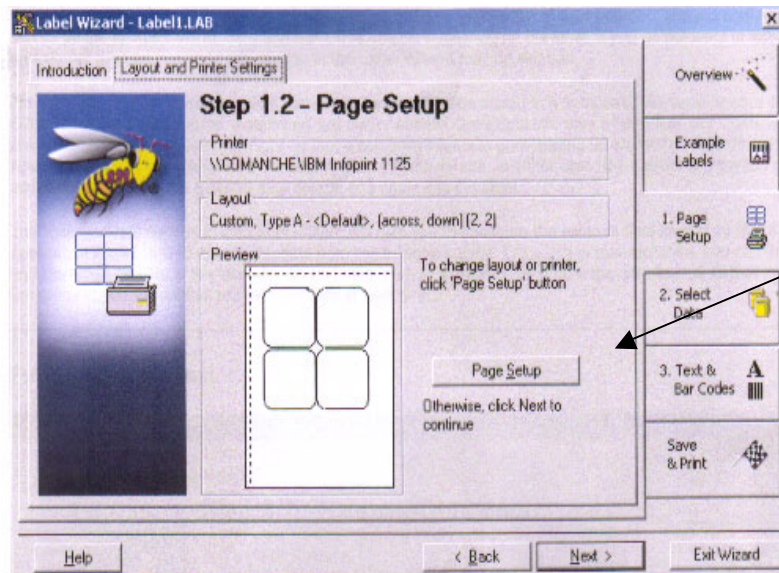 Label Wizard - Label1.LAB
Introduction
Layout and Printer Settings
Step 1.2 - Page Setup
Printer
\\COMANCHE\IBM Infoprint 1125
Layout
Custom, Type A - <Default>, (across, down) (2, 2)
Preview
To change layout or printer,
click 'Page Setup' button
Page Setup
Otherwise, click Next to
continue
Overview
Example
Labels
1. Page
Setup
2. Select
Data
3. Text &
Bar Codes
A
Save
& Print
Help
< Back
Next >
Exit Wizard